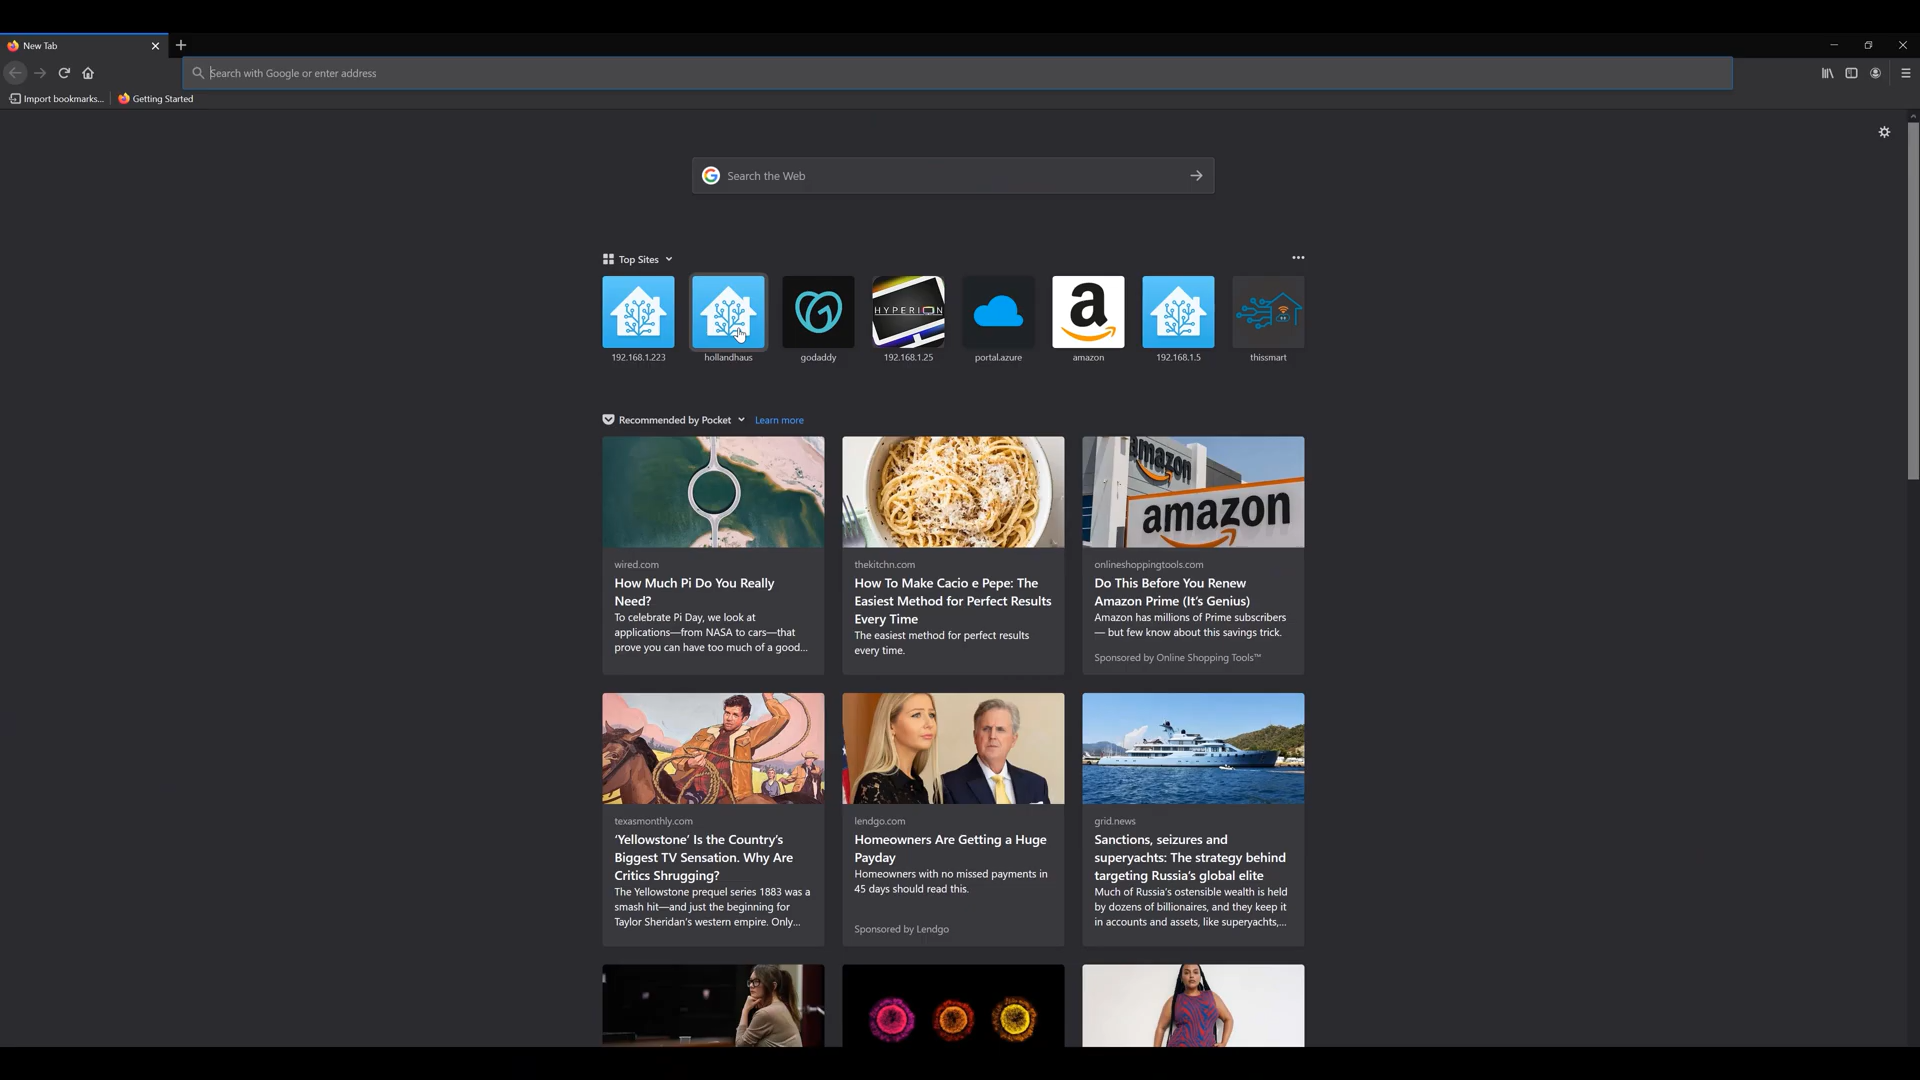 New Tab
Search with Google or enter address
Import bookmarks...
Getting Started
Search the Web
Top Sites
HYPERION
a
192.168.1.223
hollandhaus
godaddy
192.168.1.25
portal.azure
amazon
192.168.1.5
thissmart
Recommended by Pocket
Learn more
amazon
amazon
wired.com
How Much Pi Do You Really
Need?
To celebrate Pi Day, we look at
applications—from NASA to cars—that
prove you can have too much of a good...
thekitchn.com
How To Make Cacio e Pepe: The
Easiest Method for Perfect Results
Every Time
The easiest method for perfect results
every time.
onlineshoppingtools.com
Do This Before You Renew
Amazon Prime (It's Genius)
Amazon has millions of Prime subscribers
— but few know about this savings trick.
Sponsored by Online Shopping Tools™
texasmonthly.com
‘Yellowstone’ Is the Country’s
Biggest TV Sensation. Why Are
Critics Shrugging?
The Yellowstone prequel series 1883 was a
smash hit—and just the beginning for
Taylor Sheridan’s western empire. Only...
lendgo.com
Homeowners Are Getting a Huge
Payday
Homeowners with no missed payments in
45 days should read this.
Sponsored by Lendgo
grid.news
Sanctions, seizures and
superyachts: The strategy behind
targeting Russia’s global elite
Much of Russia’s ostensible wealth is held
by dozens of billionaires, and they keep it
in accounts and assets, like superyachts,...